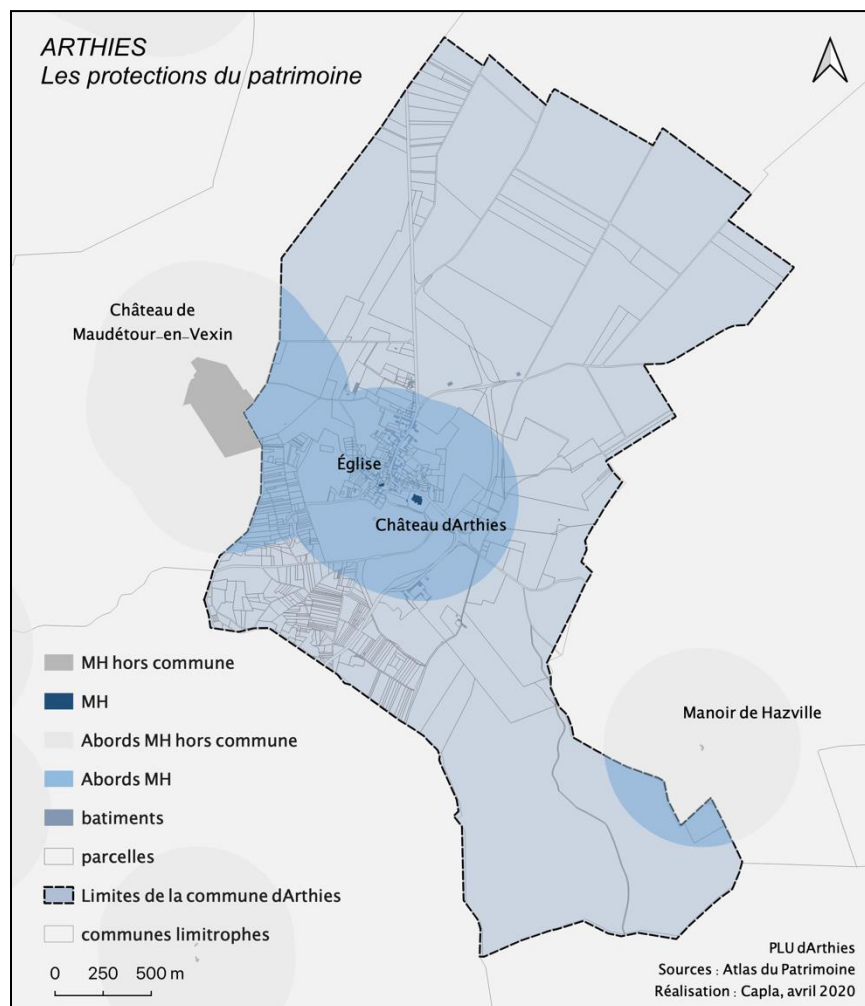 ARTHIES
Les protections du patrimoine
Château de
Maudétour-en-Vexin
Église
Château dArthies
Manoir de Hazville
MH hors commune
MH
Abords MH hors commune
Abords MH
batiments
parcelles
Limites de la commune dArthies
communes limitrophes
0 250 500 m
PLU dArthies
Sources : Atlas du Patrimoine
Réalisation : Capla, avril 2020